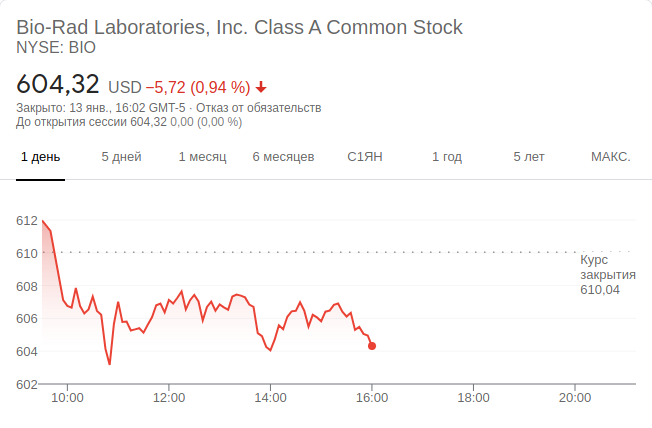 Bio-Rad Laboratories, Inc. Class A Common Stock
NYSE: BIO
604,32 USD −5,72 (0,94 %)
Закрыто: 13 янв., 16:02 GMT-5 · Отказ от обязательств
До открытия сессии 604,32 0,00 (0,00 %)
1 день 5 дней 1 месяц 6 месяцев С1ЯН 1 год 5 лет МАКС.
612
610
Курс
закрытия
610,04
608
606
604
602
10:00 12:00 14:00 16:00 18:00 20:00